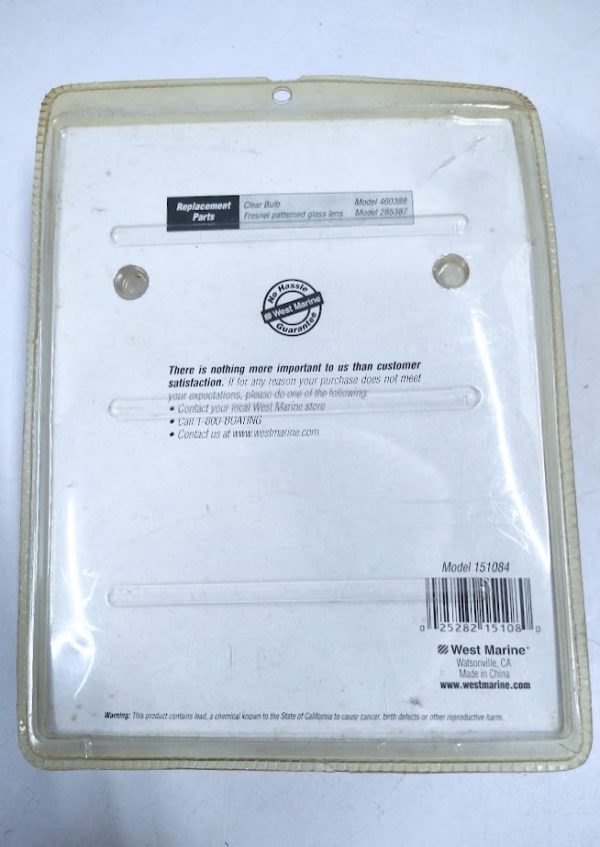 Replacement
Parts
Clear Bulb Model 460388
Fresnel patterned glass lens Model 285387
No Hassle
West Marine
Guarantee
There is nothing more important to us than customer
satisfaction. If for any reason your purchase does not meet
your expectations, please do one of the following:
• Contact your local West Marine store
• Call 1-800-BOATING
• Contact us at www.westmarine.com
Model 151084
0 25282 15108 0
West Marine®
Watsonville, CA
Made in China
www.westmarine.com
Warning: This product contains lead, a chemical known to the State of California to cause cancer, birth defects or other reproductive harm.